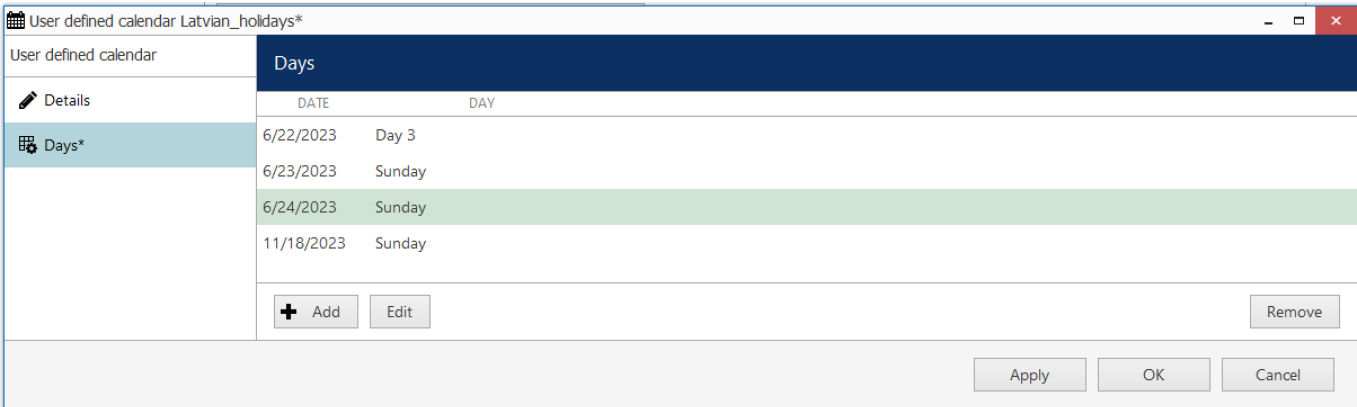 User defined calendar Latvian_holidays*
User defined calendar
Details
Days*
Days
DATE DAY
6/22/2023 Day 3
6/23/2023 Sunday
6/24/2023 Sunday
11/18/2023 Sunday
Add Edit Remove
Apply OK Cancel